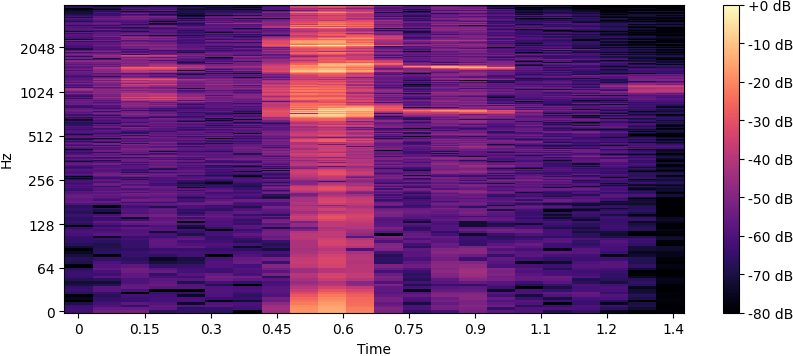 +0 dB
2048
-10 dB
1024
-20 dB
512
-30 dB
Hz
-40 dB
256
-50 dB
128
-60 dB
64
-70 dB
0
-80 dB
0 0.15 0.3 0.45 0.6 0.75 0.9 1.1 1.2 1.4
Time